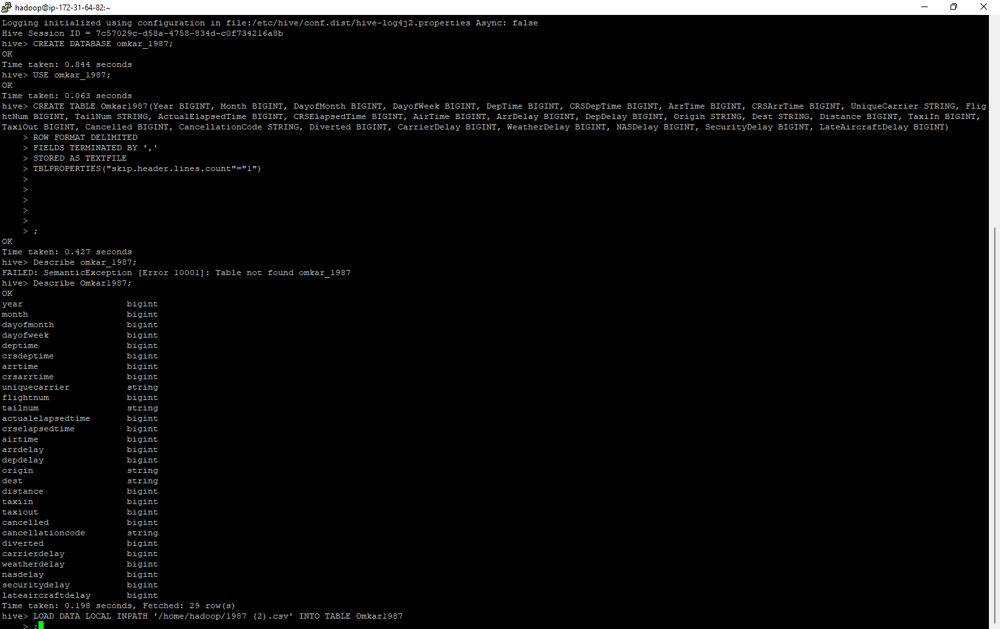 hadoop@ip-172-31-64-82:~
Logging initialized using configuration in file:/etc/hive/conf.dist/hive-log4j2.properties Async: false
Hive Session ID = 7c57029c-d58a-4758-834d-c0f734216a8b
hive> CREATE DATABASE omkar_1987;
OK
Time taken: 0.844 seconds
hive> USE omkar_1987;
OK
Time taken: 0.063 seconds
hive> CREATE TABLE Omkar1987(Year BIGINT, Month BIGINT, DayofMonth BIGINT, DayofWeek BIGINT, DepTime BIGINT, CRSDepTime BIGINT, ArrTime BIGINT, CRSArrTime BIGINT, UniqueCarrier STRING, Flig
htNum BIGINT, TailNum STRING, ActualElapsedTime BIGINT, CRSElapsedTime BIGINT, AirTime BIGINT, ArrDelay BIGINT, DepDelay BIGINT, Origin STRING, Dest STRING, Distance BIGINT, TaxiIn BIGINT,
TaxiOut BIGINT, Cancelled BIGINT, CancellationCode STRING, Diverted BIGINT, CarrierDelay BIGINT, WeatherDelay BIGINT, NASDelay BIGINT, SecurityDelay BIGINT, LateAircraftDelay BIGINT)
    > ROW FORMAT DELIMITED
    > FIELDS TERMINATED BY ','
    > STORED AS TEXTFILE
    > TBLPROPERTIES("skip.header.lines.count"="1")
    >
    >
    >
    >
    >
    > ;
OK
Time taken: 0.427 seconds
hive> Describe omkar_1987;
FAILED: SemanticException [Error 10001]: Table not found omkar_1987
hive> Describe Omkar1987;
OK
year                    bigint
month                   bigint
dayofmonth              bigint
dayofweek               bigint
deptime                 bigint
crsdeptime              bigint
arrtime                 bigint
crsarrtime              bigint
uniquecarrier           string
flightnum               bigint
tailnum                 string
actualelapsedtime       bigint
crselapsedtime          bigint
airtime                 bigint
arrdelay                bigint
depdelay                bigint
origin                  string
dest                    string
distance                bigint
taxiin                  bigint
taxiout                 bigint
cancelled               bigint
cancellationcode        string
diverted                bigint
carrierdelay            bigint
weatherdelay            bigint
nasdelay                bigint
securitydelay           bigint
lateaircraftdelay       bigint
Time taken: 0.198 seconds, Fetched: 29 row(s)
hive> LOAD DATA LOCAL INPATH '/home/hadoop/1987 (2).csv' INTO TABLE Omkar1987
    > ;